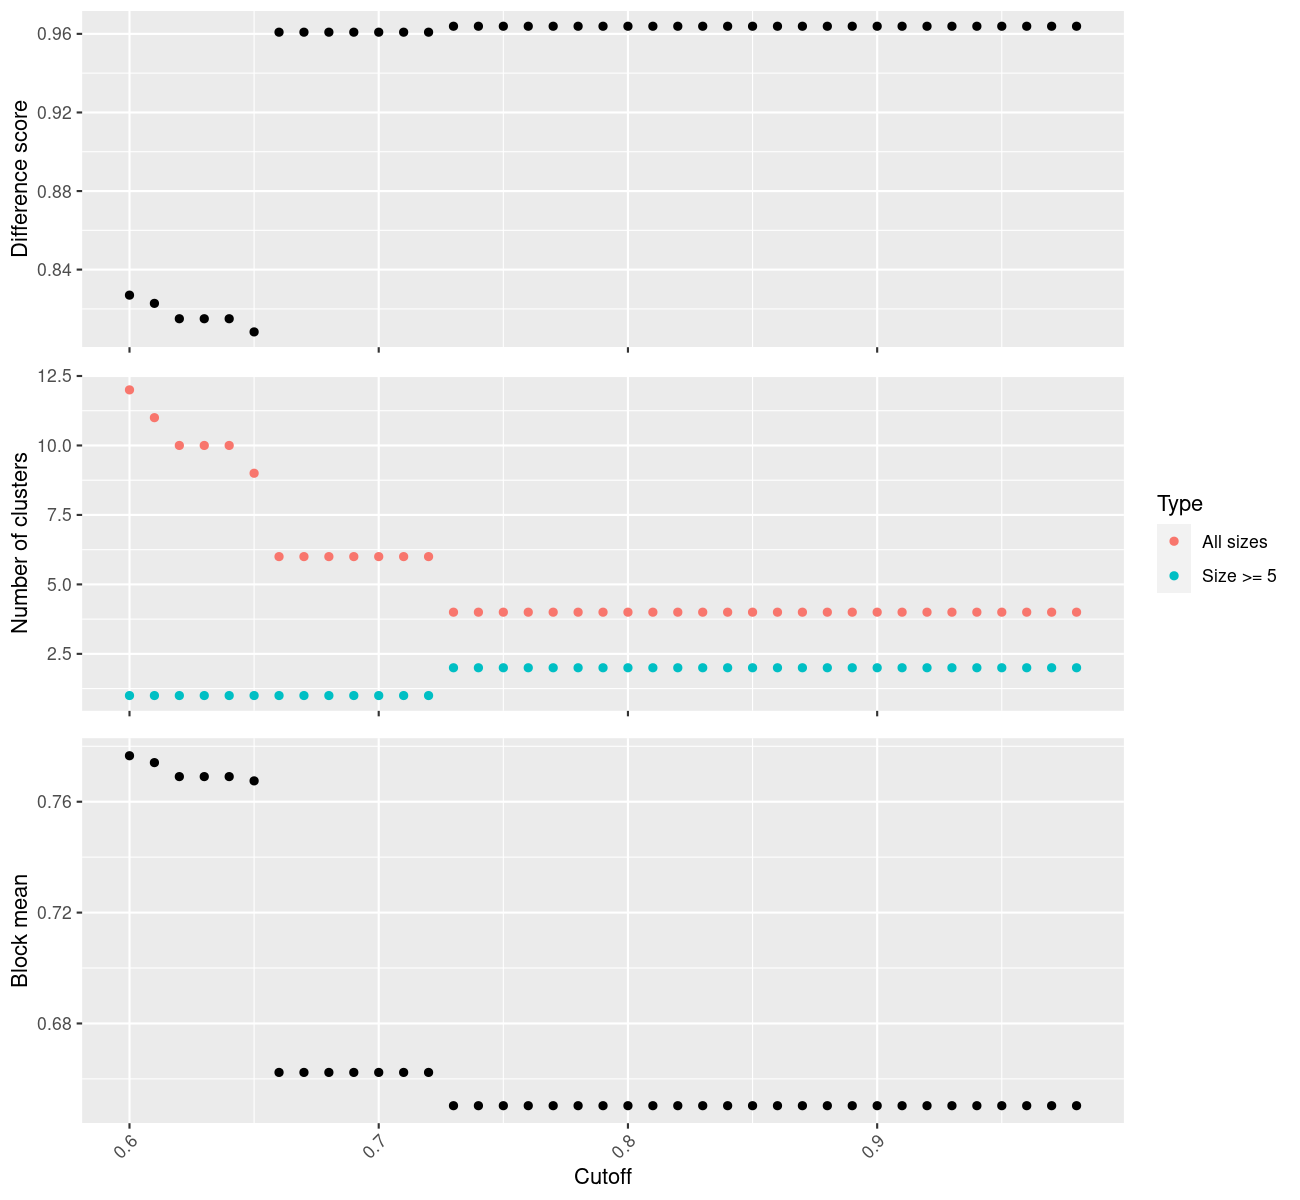 Difference score
0.96
0.92
0.88
0.84
Number of clusters
12.5
10.0
7.5
5.0
2.5
Type
All sizes
Size >= 5
Block mean
0.76
0.72
0.68
0.6
0.7
0.8
0.9
Cutoff